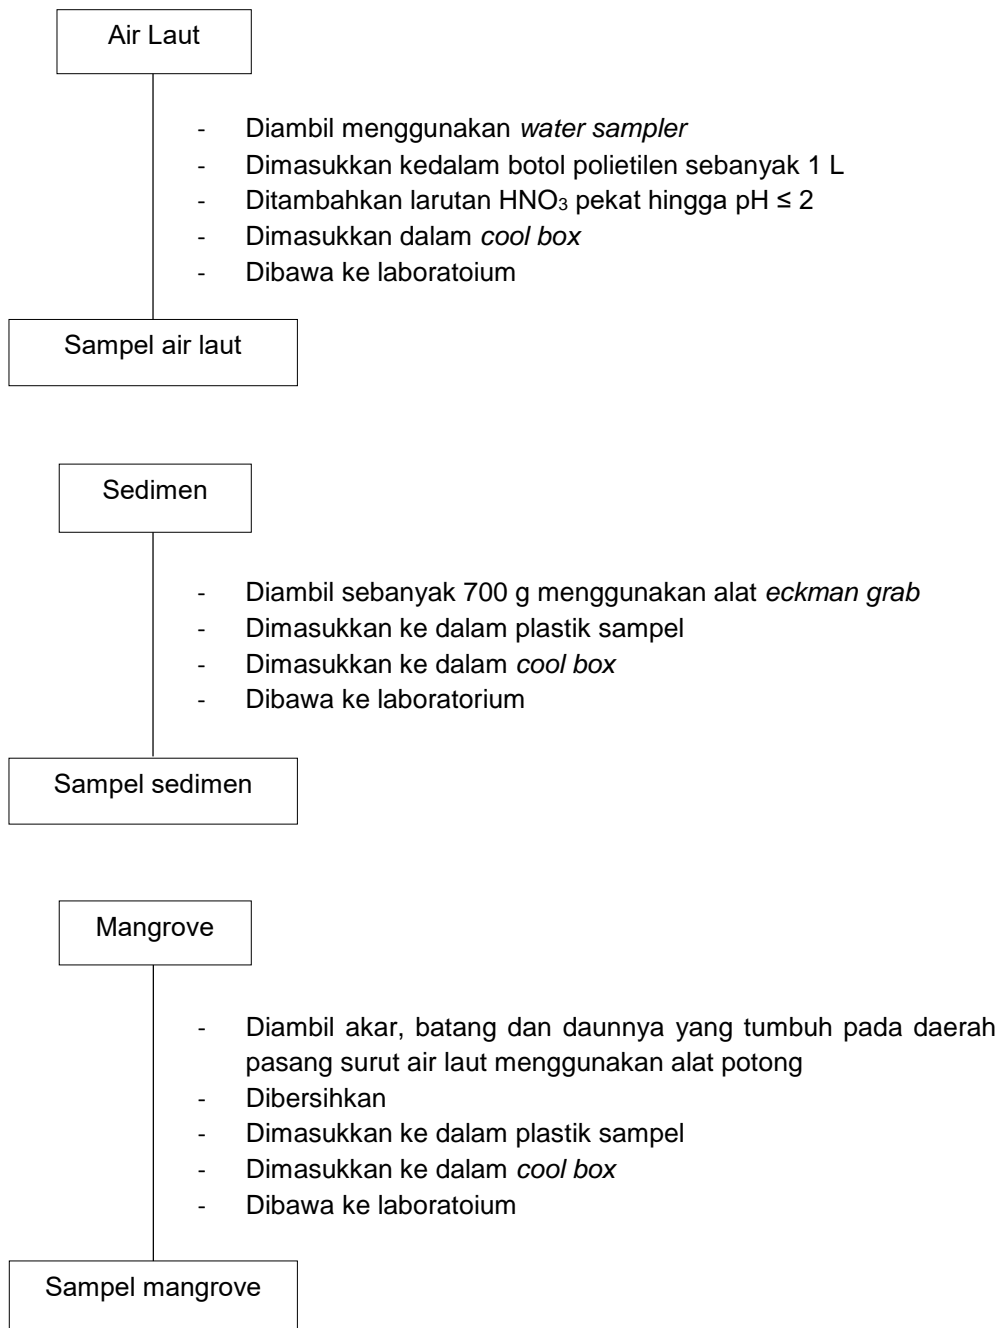 Air Laut
- Diambil menggunakan water sampler
- Dimasukkan kedalam botol polietilen sebanyak 1 L
- Ditambahkan larutan HNO₃ pekat hingga pH ≤ 2
- Dimasukkan dalam cool box
- Dibawa ke laboratoium
Sampel air laut
Sedimen
- Diambil sebanyak 700 g menggunakan alat eckman grab
- Dimasukkan ke dalam plastik sampel
- Dimasukkan ke dalam cool box
- Dibawa ke laboratorium
Sampel sedimen
Mangrove
- Diambil akar, batang dan daunnya yang tumbuh pada daerah
pasang surut air laut menggunakan alat potong
- Dibersihkan
- Dimasukkan ke dalam plastik sampel
- Dimasukkan ke dalam cool box
- Dibawa ke laboratoium
Sampel mangrove